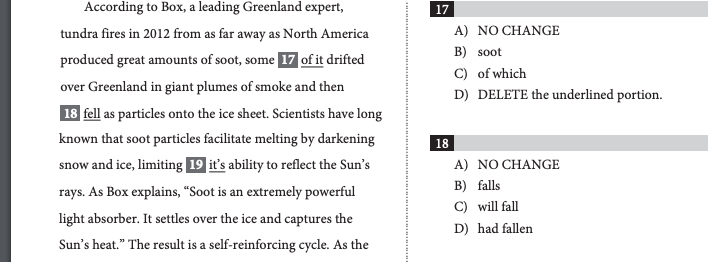 According to Box, a leading Greenland expert,
tundra fires in 2012 from as far away as North America
produced great amounts of soot, some 17 of it drifted
over Greenland in giant plumes of smoke and then
18 fell as particles onto the ice sheet. Scientists have long
known that soot particles facilitate melting by darkening
snow and ice, limiting 19 it's ability to reflect the Sun's
rays. As Box explains, “Soot is an extremely powerful
light absorber. It settles over the ice and captures the
Sun's heat.” The result is a self-reinforcing cycle. As the
17
A) NO CHANGE
B) soot
C) of which
D) DELETE the underlined portion.
18
A) NO CHANGE
B) falls
C) will fall
D) had fallen